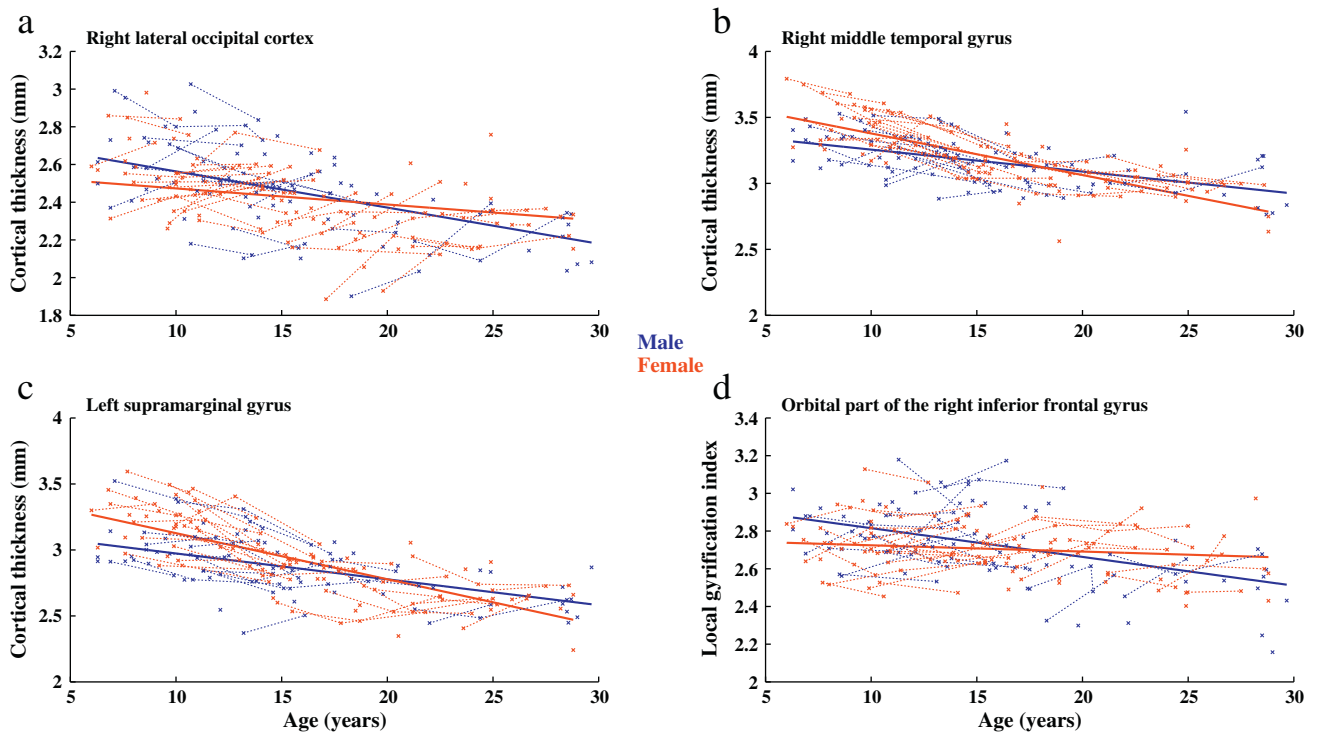 a
Right lateral occipital cortex
Cortical thickness (mm)
3.2
3
2.8
2.6
2.4
2.2
2
1.8
5 10 15 20 25 30
b
Right middle temporal gyrus
Cortical thickness (mm)
4
3.5
3
2.5
2
5 10 15 20 25 30
Male
Female
c
Left supramarginal gyrus
Cortical thickness (mm)
4
3.5
3
2.5
2
5 10 15 20 25 30
Age (years)
d
Orbital part of the right inferior frontal gyrus
Local gyrification index
3.4
3.2
3
2.8
2.6
2.4
2.2
2
5 10 15 20 25 30
Age (years)